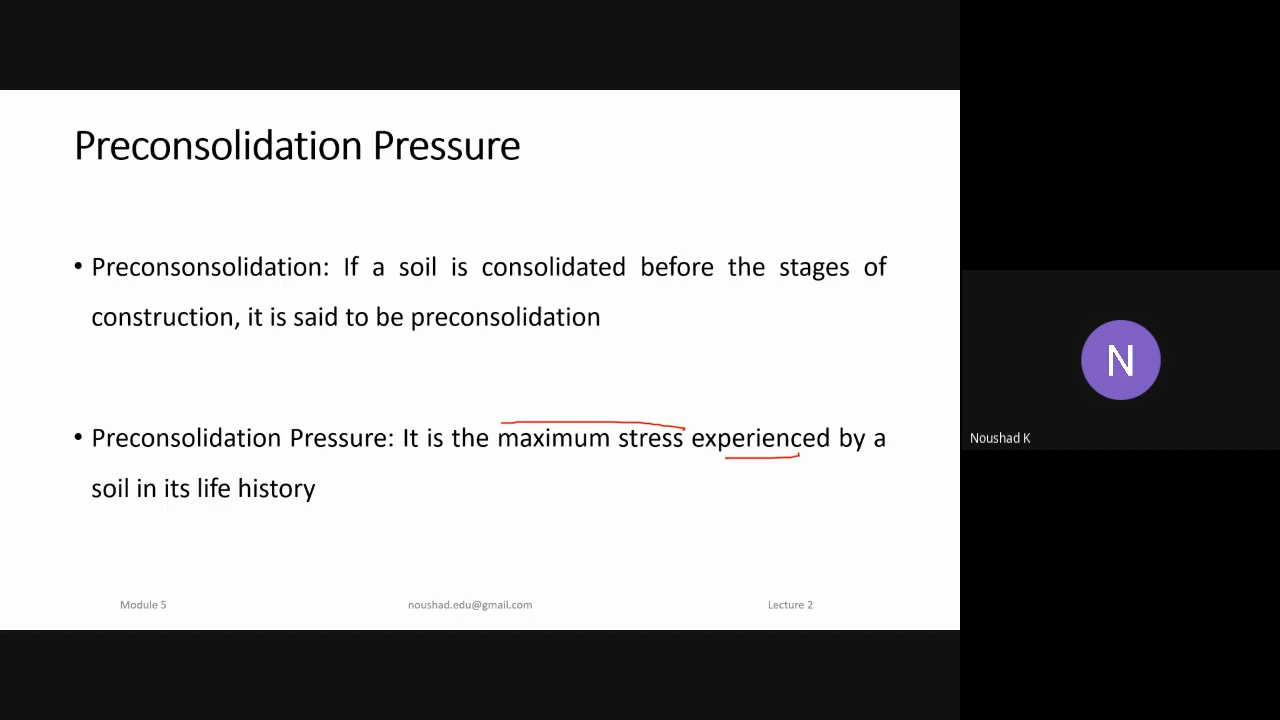 Preconsolidation Pressure
• Preconsonsolidation: If a soil is consolidated before the stages of
construction, it is said to be preconsolidation
• Preconsolidation Pressure: It is the maximum stress experienced by a
soil in its life history
Module 5
noushad.edu@gmail.com
Lecture 2
N
Noushad K